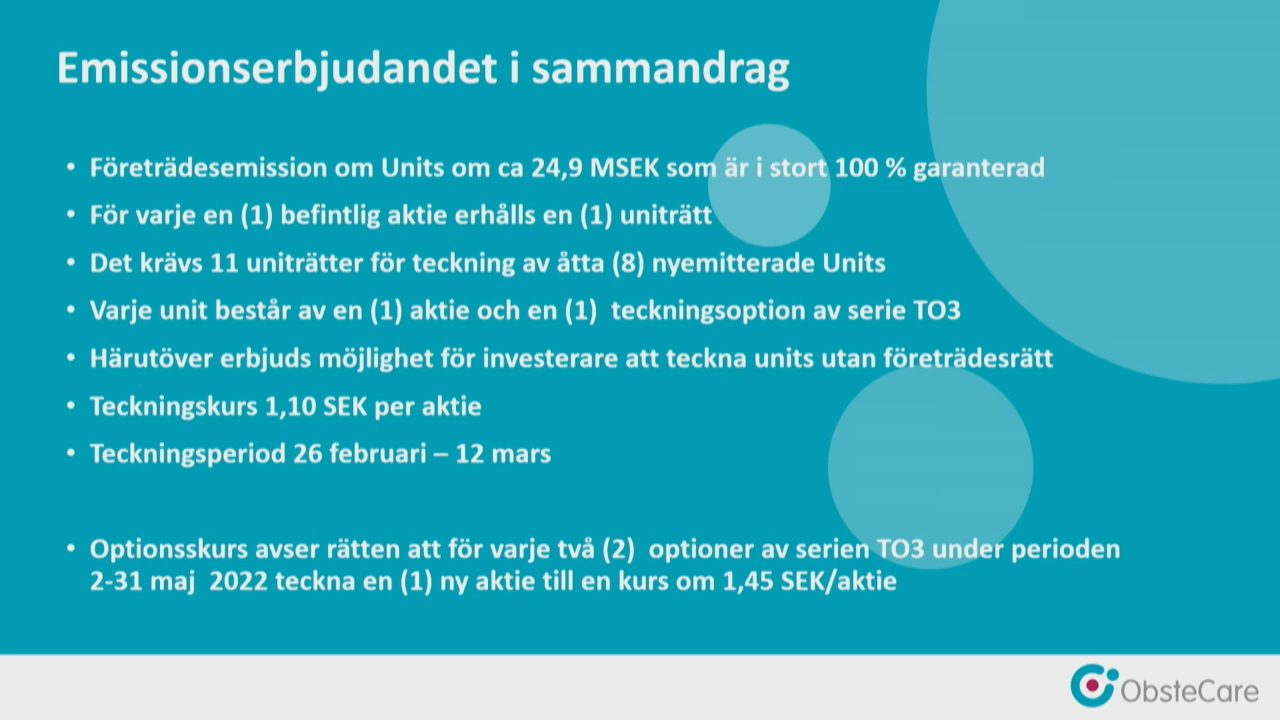 Emissionserbjudandet i sammandrag
• Företrädesemission om Units om ca 24,9 MSEK som är i stort 100 % garanterad
• För varje en (1) befintlig aktie erhålls en (1) uniträtt
• Det krävs 11 uniträtter för teckning av åtta (8) nyemitterade Units
• Varje unit består av en (1) aktie och en (1)  teckningsoption av serie TO3
• Härutöver erbjuds möjlighet för investerare att teckna units utan företrädesrätt
• Teckningskurs 1,10 SEK per aktie
• Teckningsperiod 26 februari – 12 mars
• Optionsskurs avser rätten att för varje två (2)  optioner av serien TO3 under perioden
2-31 maj  2022 teckna en (1) ny aktie till en kurs om 1,45 SEK/aktie
ObsteCare